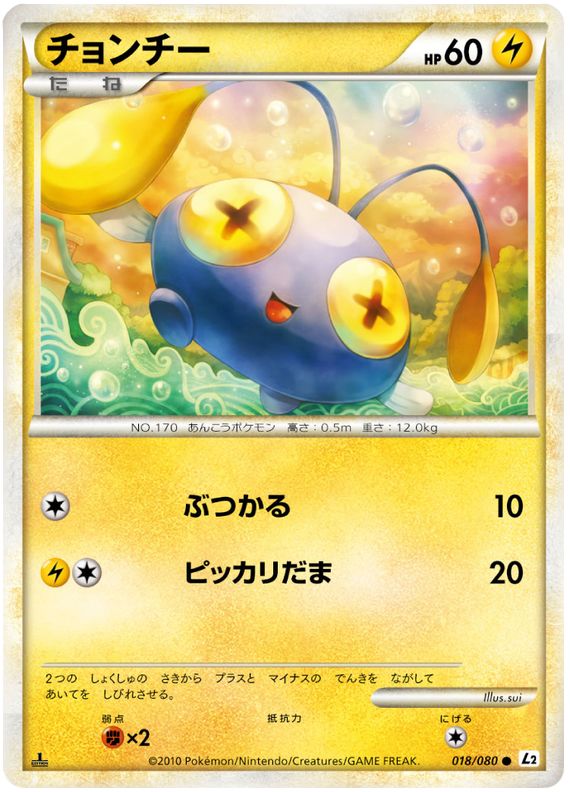 チョンチー
HP60
たね
NO.170 あんこうポケモン 高さ:0.5m 重さ:12.0kg
ぶつかる 10
ピッカリだま 20
2つの しょくしゅの さきから プラスと マイナスの でんきを ながして
あいてを しびれさせる。
Illus.sui
弱点 抵抗力 にげる
×2
©2010 Pokémon/Nintendo/Creatures/GAME FREAK.
1 EDITION
018/080 ●
L2